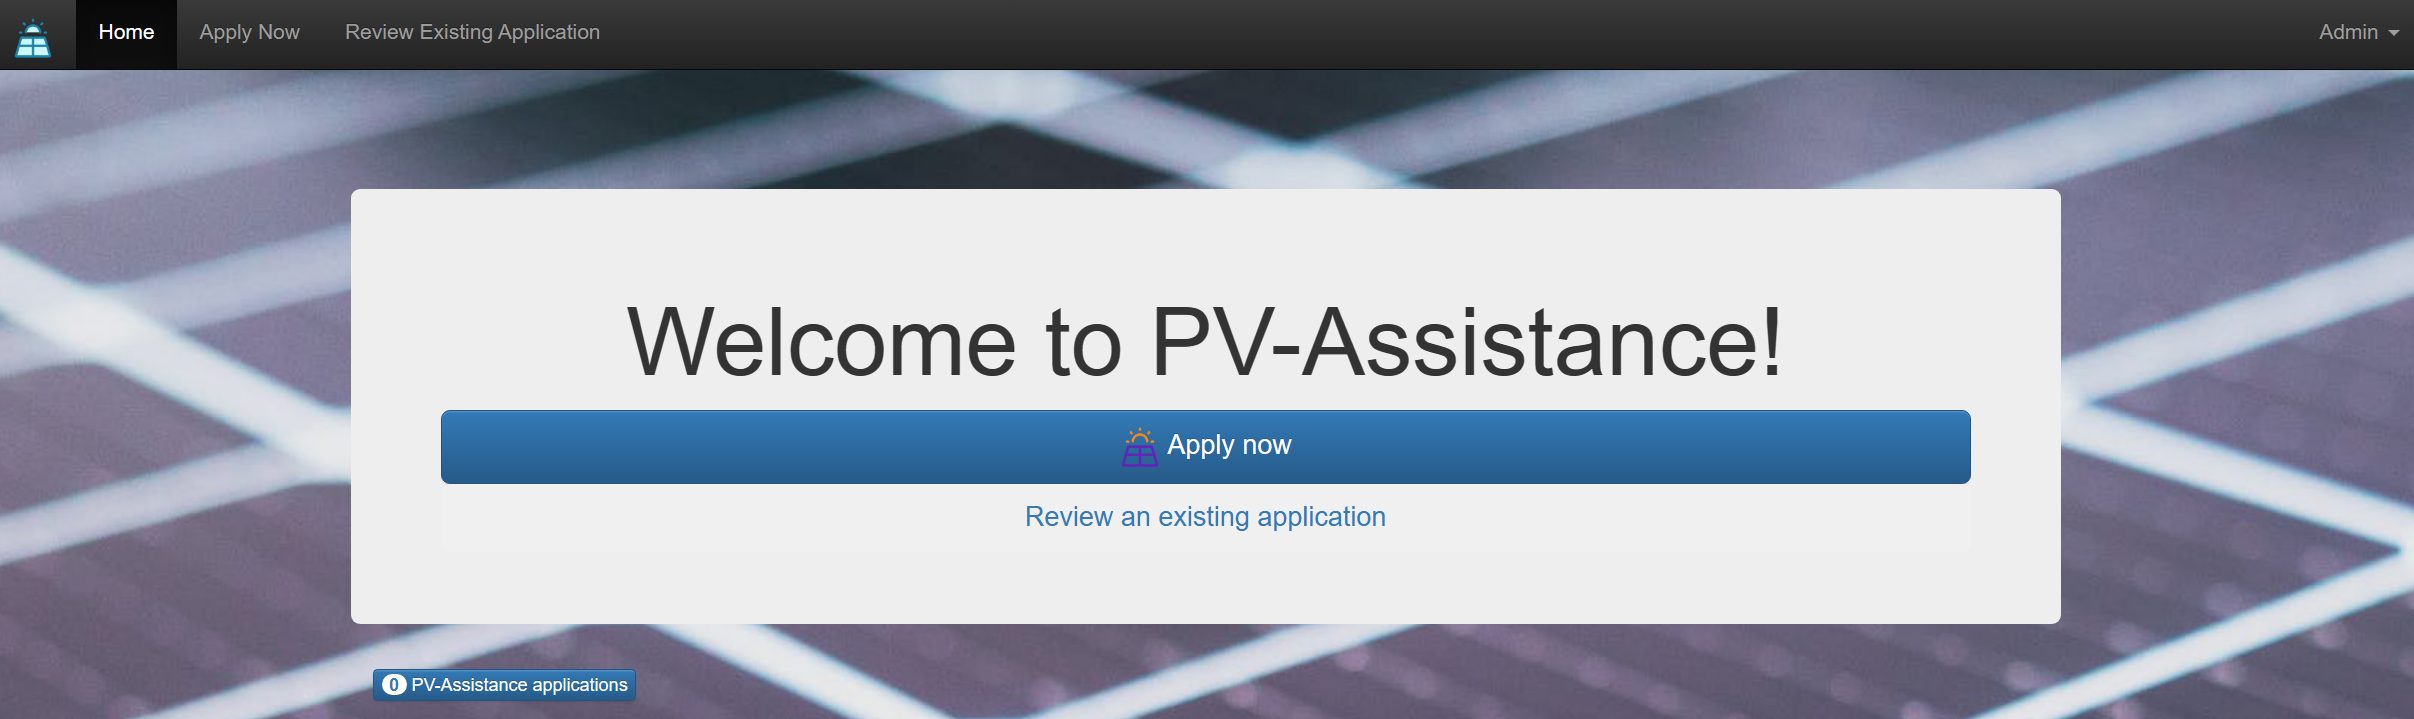 Home Apply Now Review Existing Application Admin
Welcome to PV-Assistance!
Apply now
Review an existing application
0 PV-Assistance applications